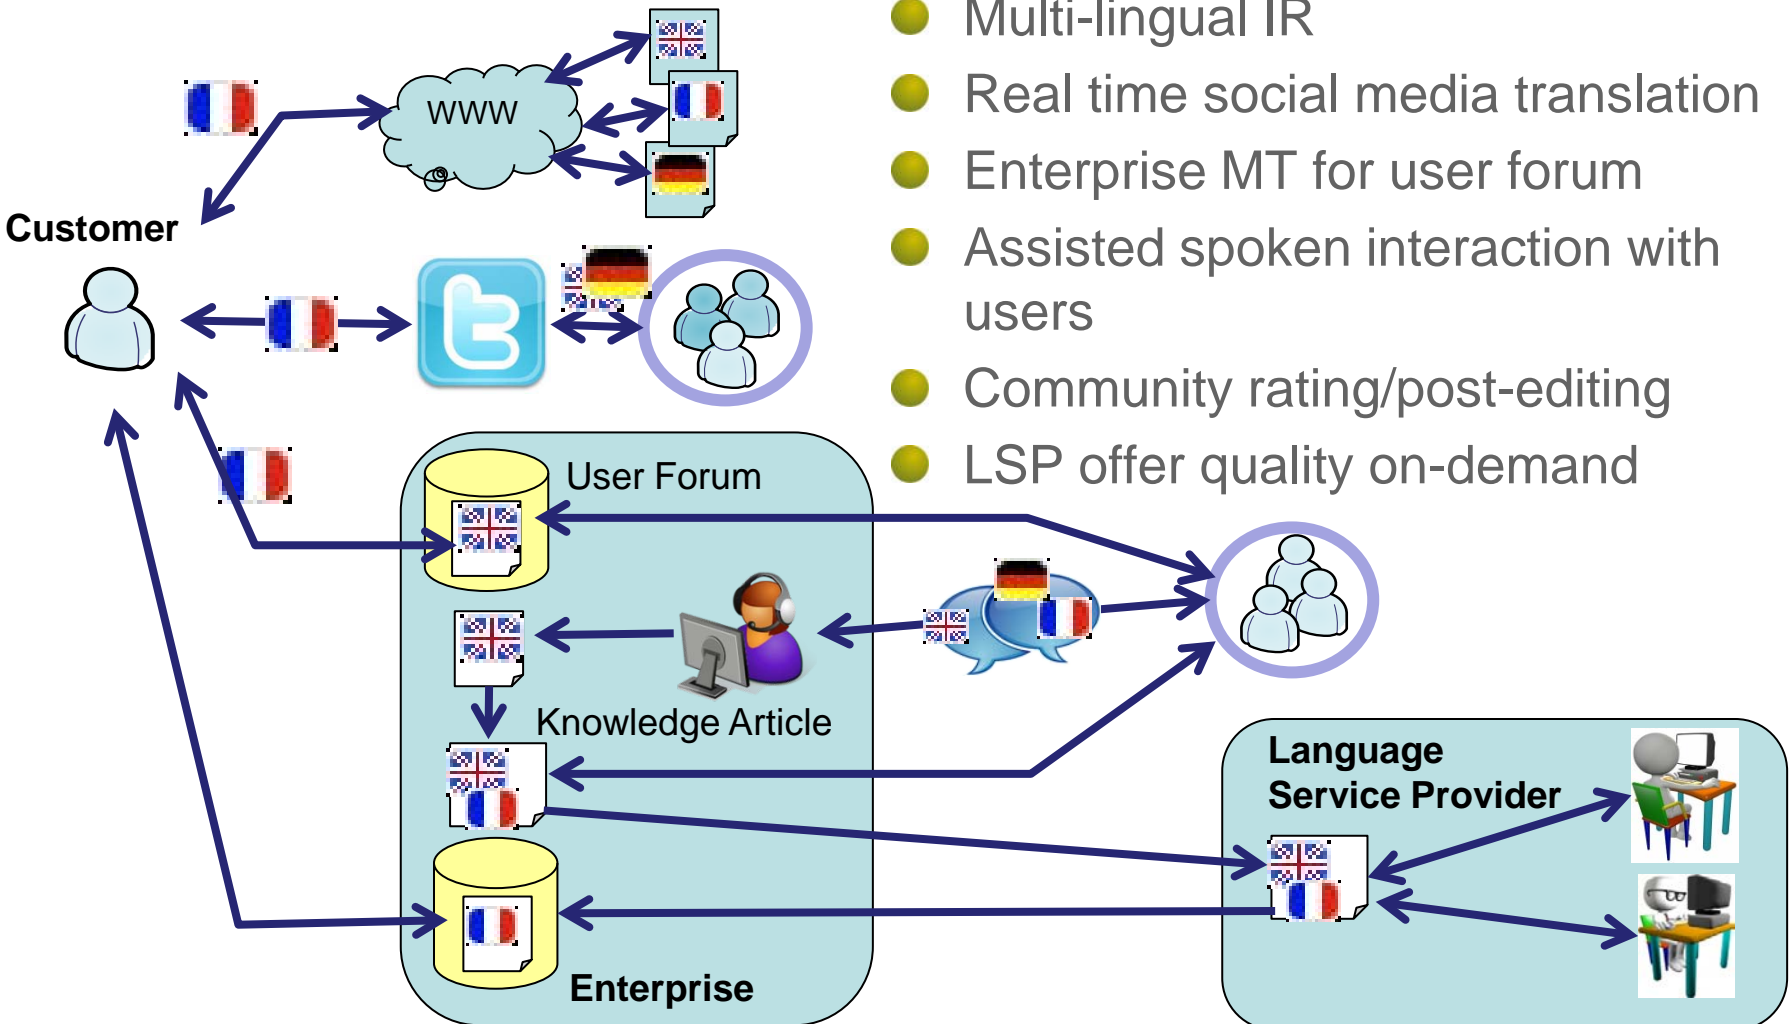 Multi-lingual IR
Real time social media translation
Enterprise MT for user forum
Assisted spoken interaction with
users
Community rating/post-editing
LSP offer quality on-demand
WWW
Customer
User Forum
Knowledge Article
Enterprise
Language
Service Provider